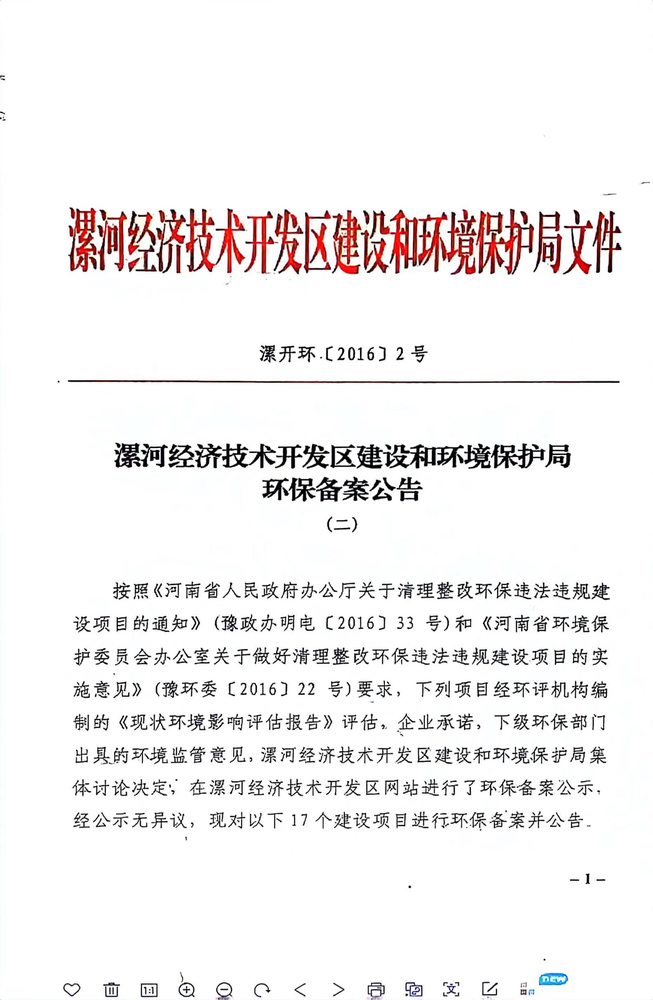 漯河经济技术开发区建设和环境保护局文件
漯开环〔2016〕2号
漯河经济技术开发区建设和环境保护局
环保备案公告
（二）
按照《河南省人民政府办公厅关于清理整改环保违法违规建
设项目的通知》（豫政办明电〔2016〕33 号）和《河南省环境保
护委员会办公室关于做好清理整改环保违法违规建设项目的实
施意见》（豫环委〔2016〕22 号）要求，下列项目经环评机构编
制的《现状环境影响评估报告》评估。企业承诺，下级环保部门
出具的环境监管意见，漯河经济技术开发区建设和环境保护局集
体讨论决定；在漯河经济技术开发区网站进行了环保备案公示，
经公示无异议，现对以下 17 个建设项目进行环保备案并公告
－1－
1:1
文
new